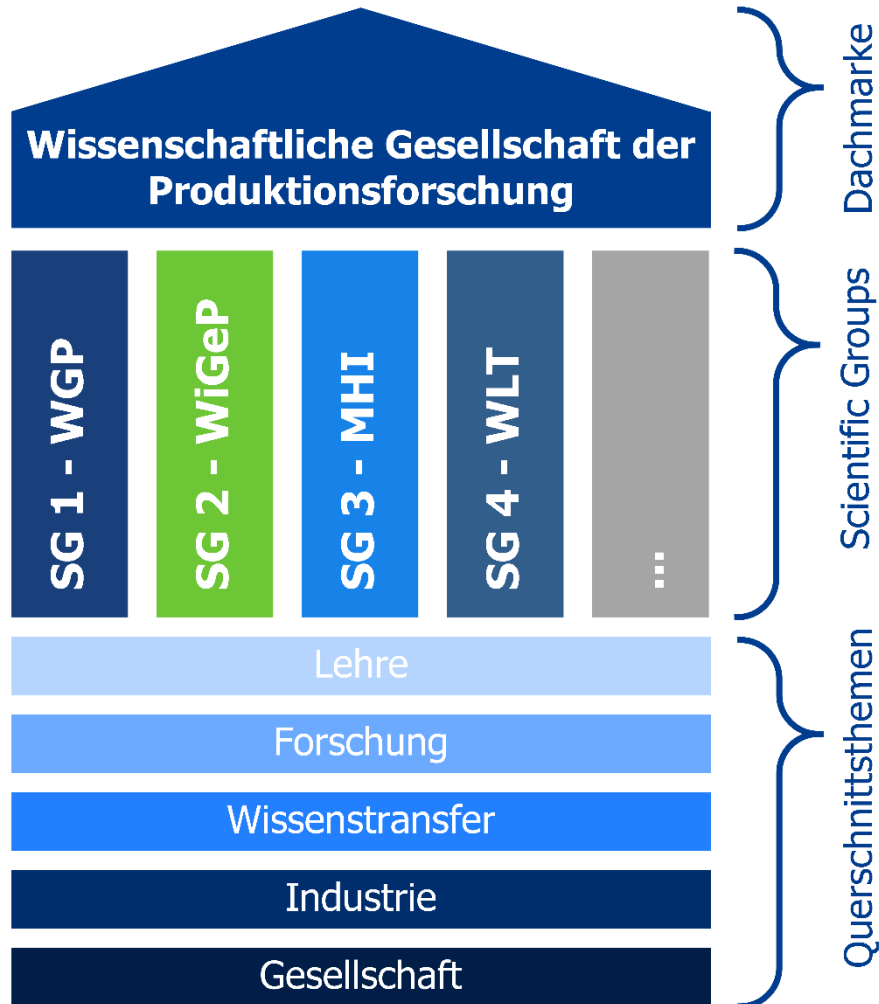 Wissenschaftliche Gesellschaft der
Produktionsforschung
Dachmarke
SG 1 - WGP
SG 2 - WiGeP
SG 3 - MHI
SG 4 - WLT
...
Scientific Groups
Lehre
Forschung
Wissenstransfer
Industrie
Gesellschaft
Querschnittsthemen